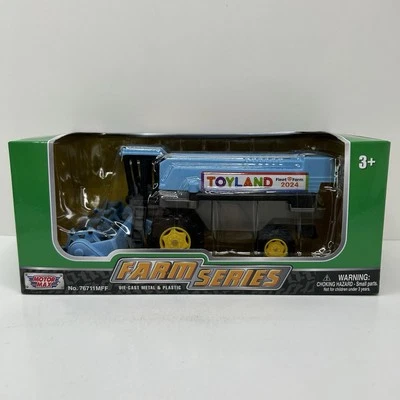 3+
TOYLAND
Fleet Farm
2024
FARM SERIES
DIE CAST METAL & PLASTIC
MOTOR MAX
No. 76711MFF
WARNING:
CHOKING HAZARD - Small parts.
Not for children under 3 years.